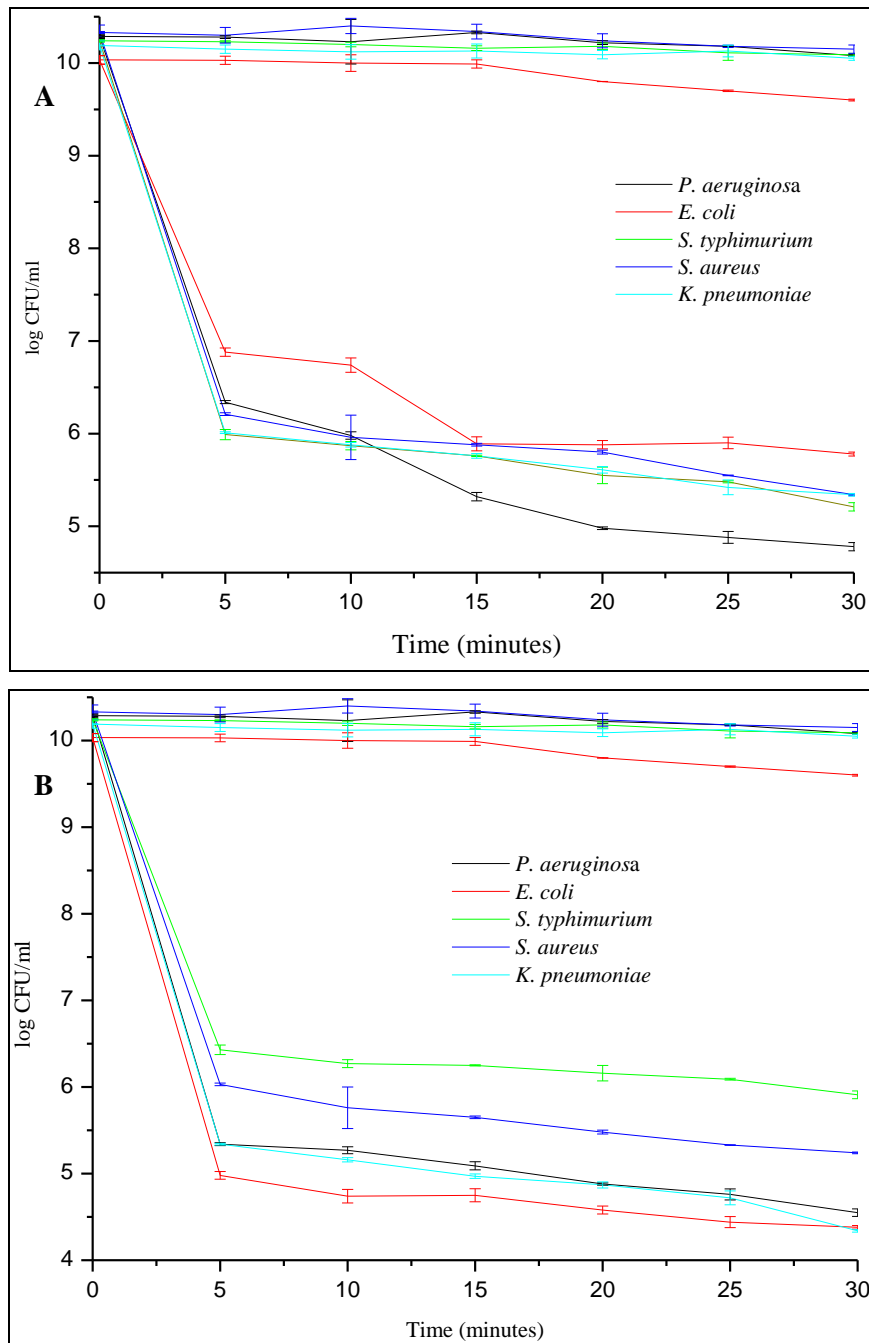 A
10
9
8
7
6
5
log CFU/ml
P. aeruginosa
E. coli
S. typhimurium
S. aureus
K. pneumoniae
0 5 10 15 20 25 30
Time (minutes)
B
10
9
8
7
6
5
4
log CFU/ml
P. aeruginosa
E. coli
S. typhimurium
S. aureus
K. pneumoniae
0 5 10 15 20 25 30
Time (minutes)